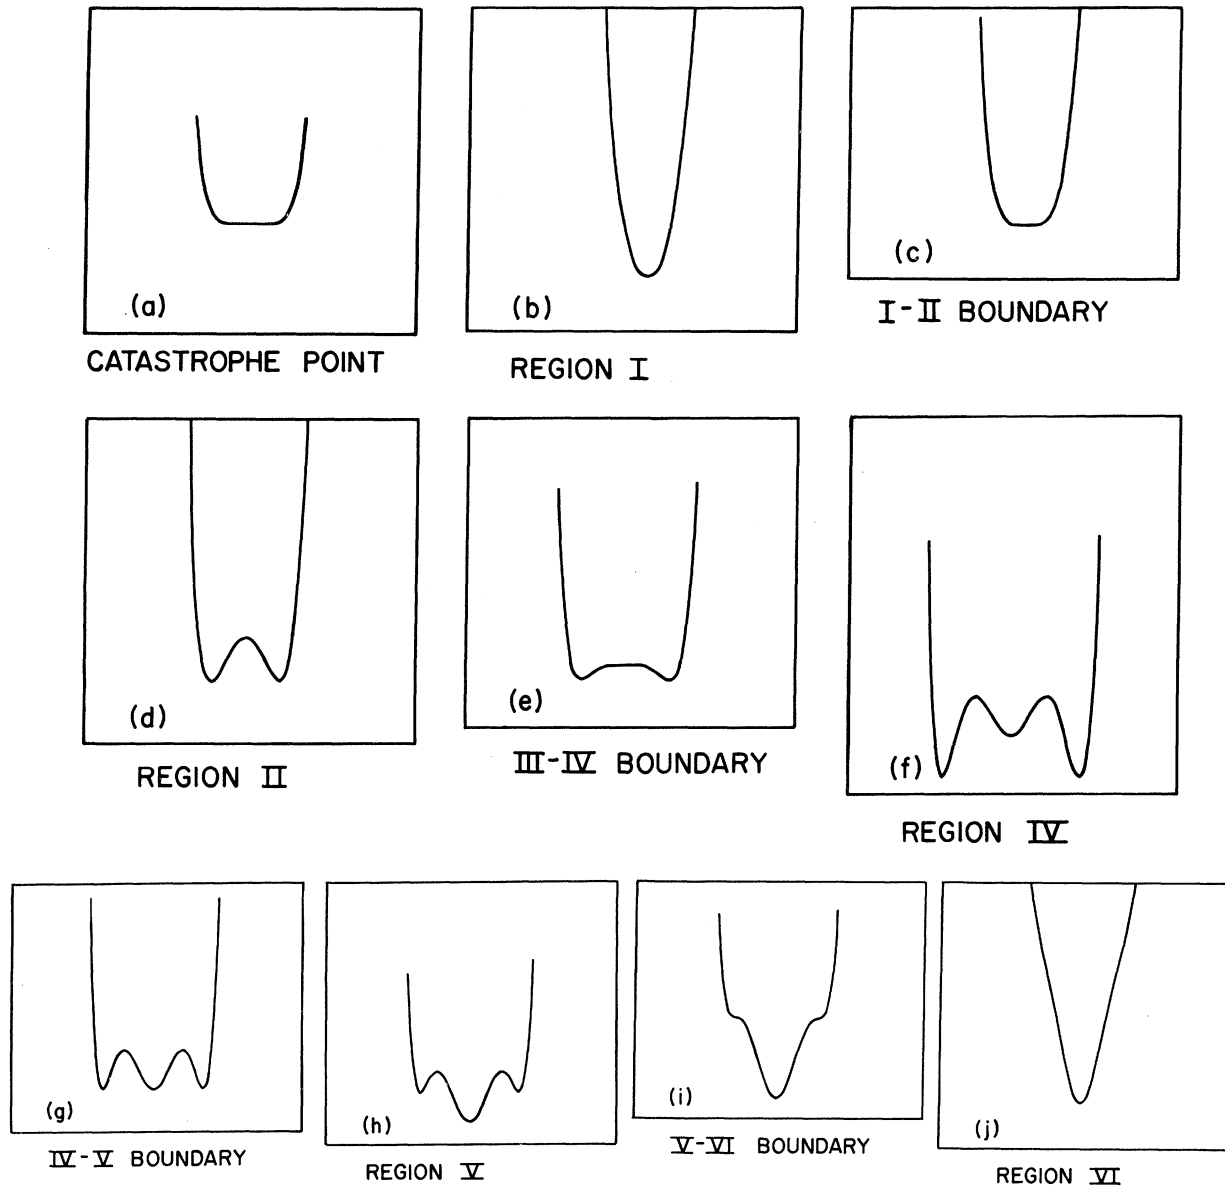 (a)
CATASTROPHE POINT
(b)
REGION I
(c)
I-II BOUNDARY
(d)
REGION II
(e)
III-IV BOUNDARY
(f)
REGION IV
(g)
IV-V BOUNDARY
(h)
REGION V
(i)
V-VI BOUNDARY
(j)
REGION VI